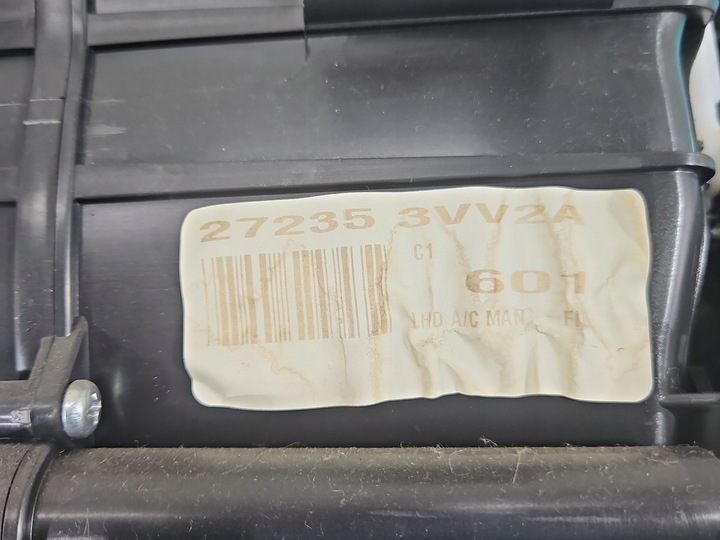 27235 3VV2A
C1
601
LHD A/C MAN